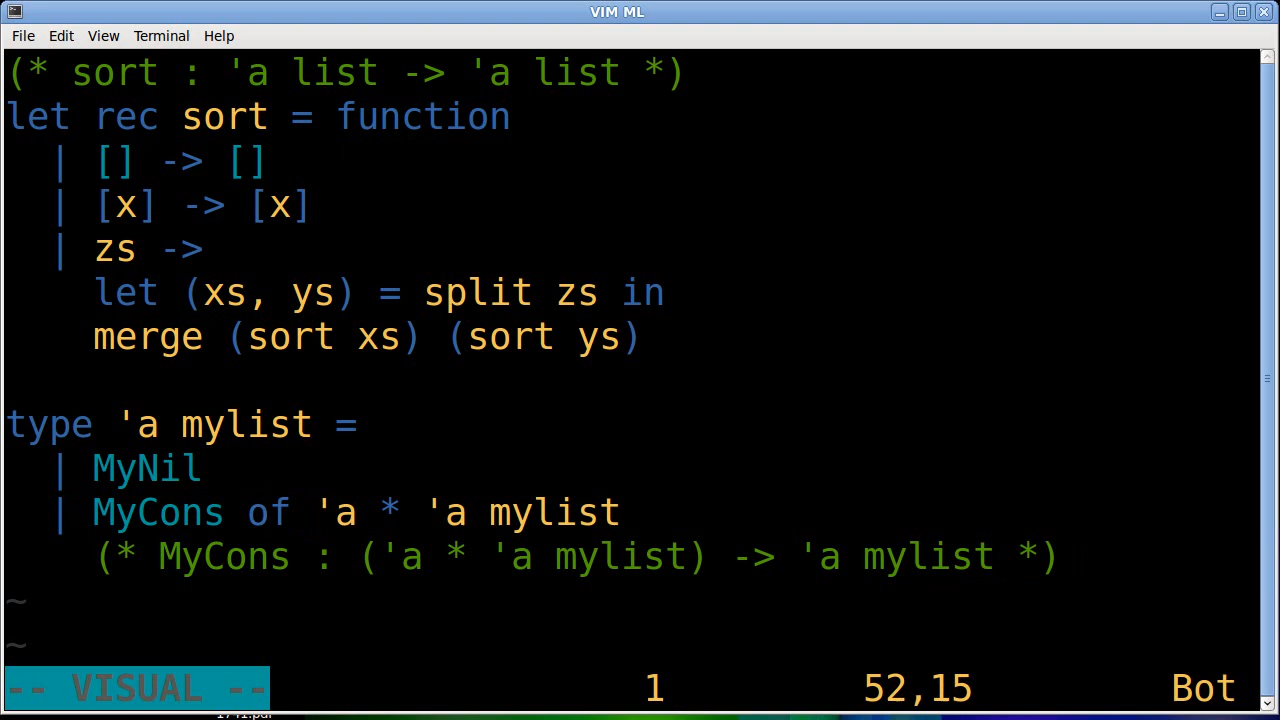 VIM ML
File Edit View Terminal Help
(* sort : 'a list -> 'a list *)
let rec sort = function
  | [] -> []
  | [x] -> [x]
  | zs ->
    let (xs, ys) = split zs in
    merge (sort xs) (sort ys)

type 'a mylist =
  | MyNil
  | MyCons of 'a * 'a mylist
    (* MyCons : ('a * 'a mylist) -> 'a mylist *)
~
~
-- VISUAL -- 1 52,15 Bot